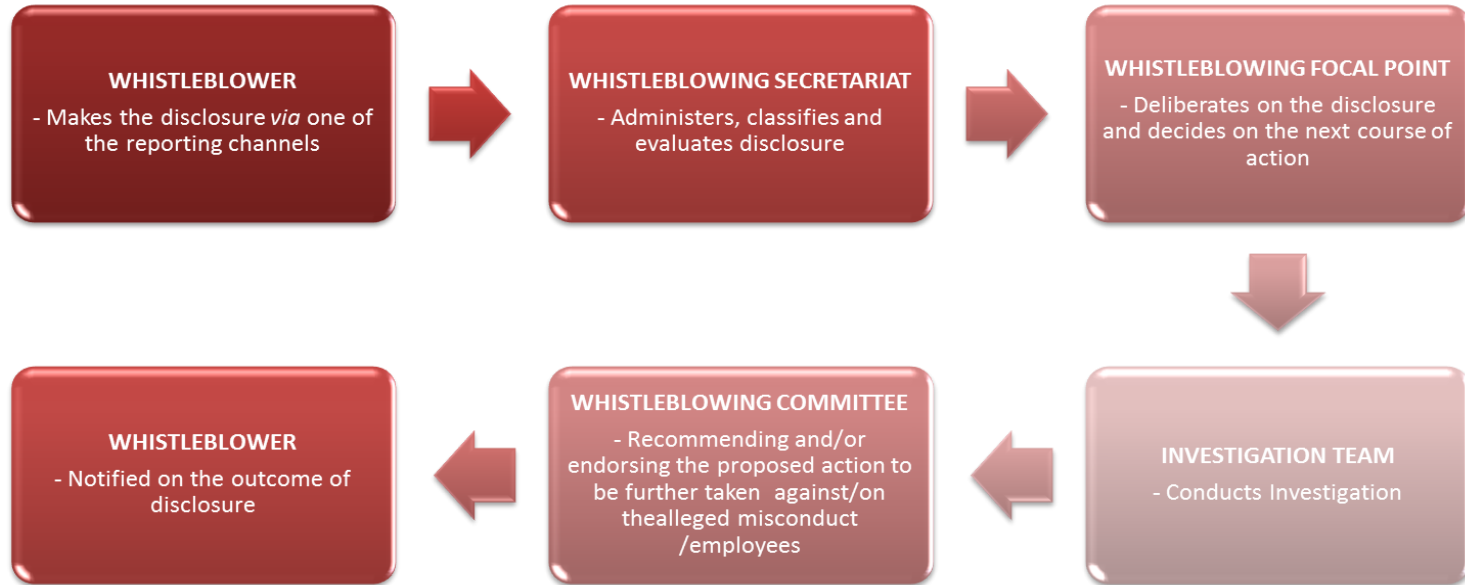 WHISTLEBLOWER
- Makes the disclosure via one of
the reporting channels
WHISTLEBLOWING SECRETARIAT
- Administers, classifies and
evaluates disclosure
WHISTLEBLOWING FOCAL POINT
- Deliberates on the disclosure
and decides on the next course of
action
INVESTIGATION TEAM
- Conducts Investigation
WHISTLEBLOWING COMMITTEE
- Recommending and/or
endorsing the proposed action to
be further taken against/on
thealleged misconduct
/employees
WHISTLEBLOWER
- Notified on the outcome of
disclosure